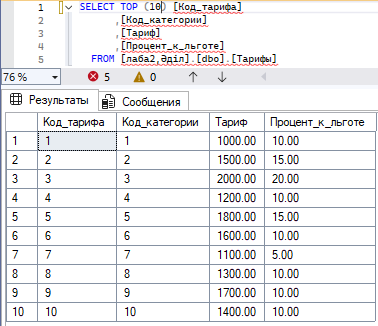 1 SELECT TOP (10) [Код_тарифа]
2 ,[Код_категории]
3 ,[Тариф]
4 ,[Процент_к_льготе]
5 FROM [лаба2,Әділ].[dbo].[Тарифы]
76 % 5 0
Результаты Сообщения
Код_тарифа Код_категории Тариф Процент_к_льготе
1 1 1 1000.00 10.00
2 2 2 1500.00 15.00
3 3 3 2000.00 20.00
4 4 4 1200.00 10.00
5 5 5 1800.00 15.00
6 6 6 1600.00 10.00
7 7 7 1100.00 5.00
8 8 8 1300.00 10.00
9 9 9 1700.00 10.00
10 10 10 1400.00 10.00